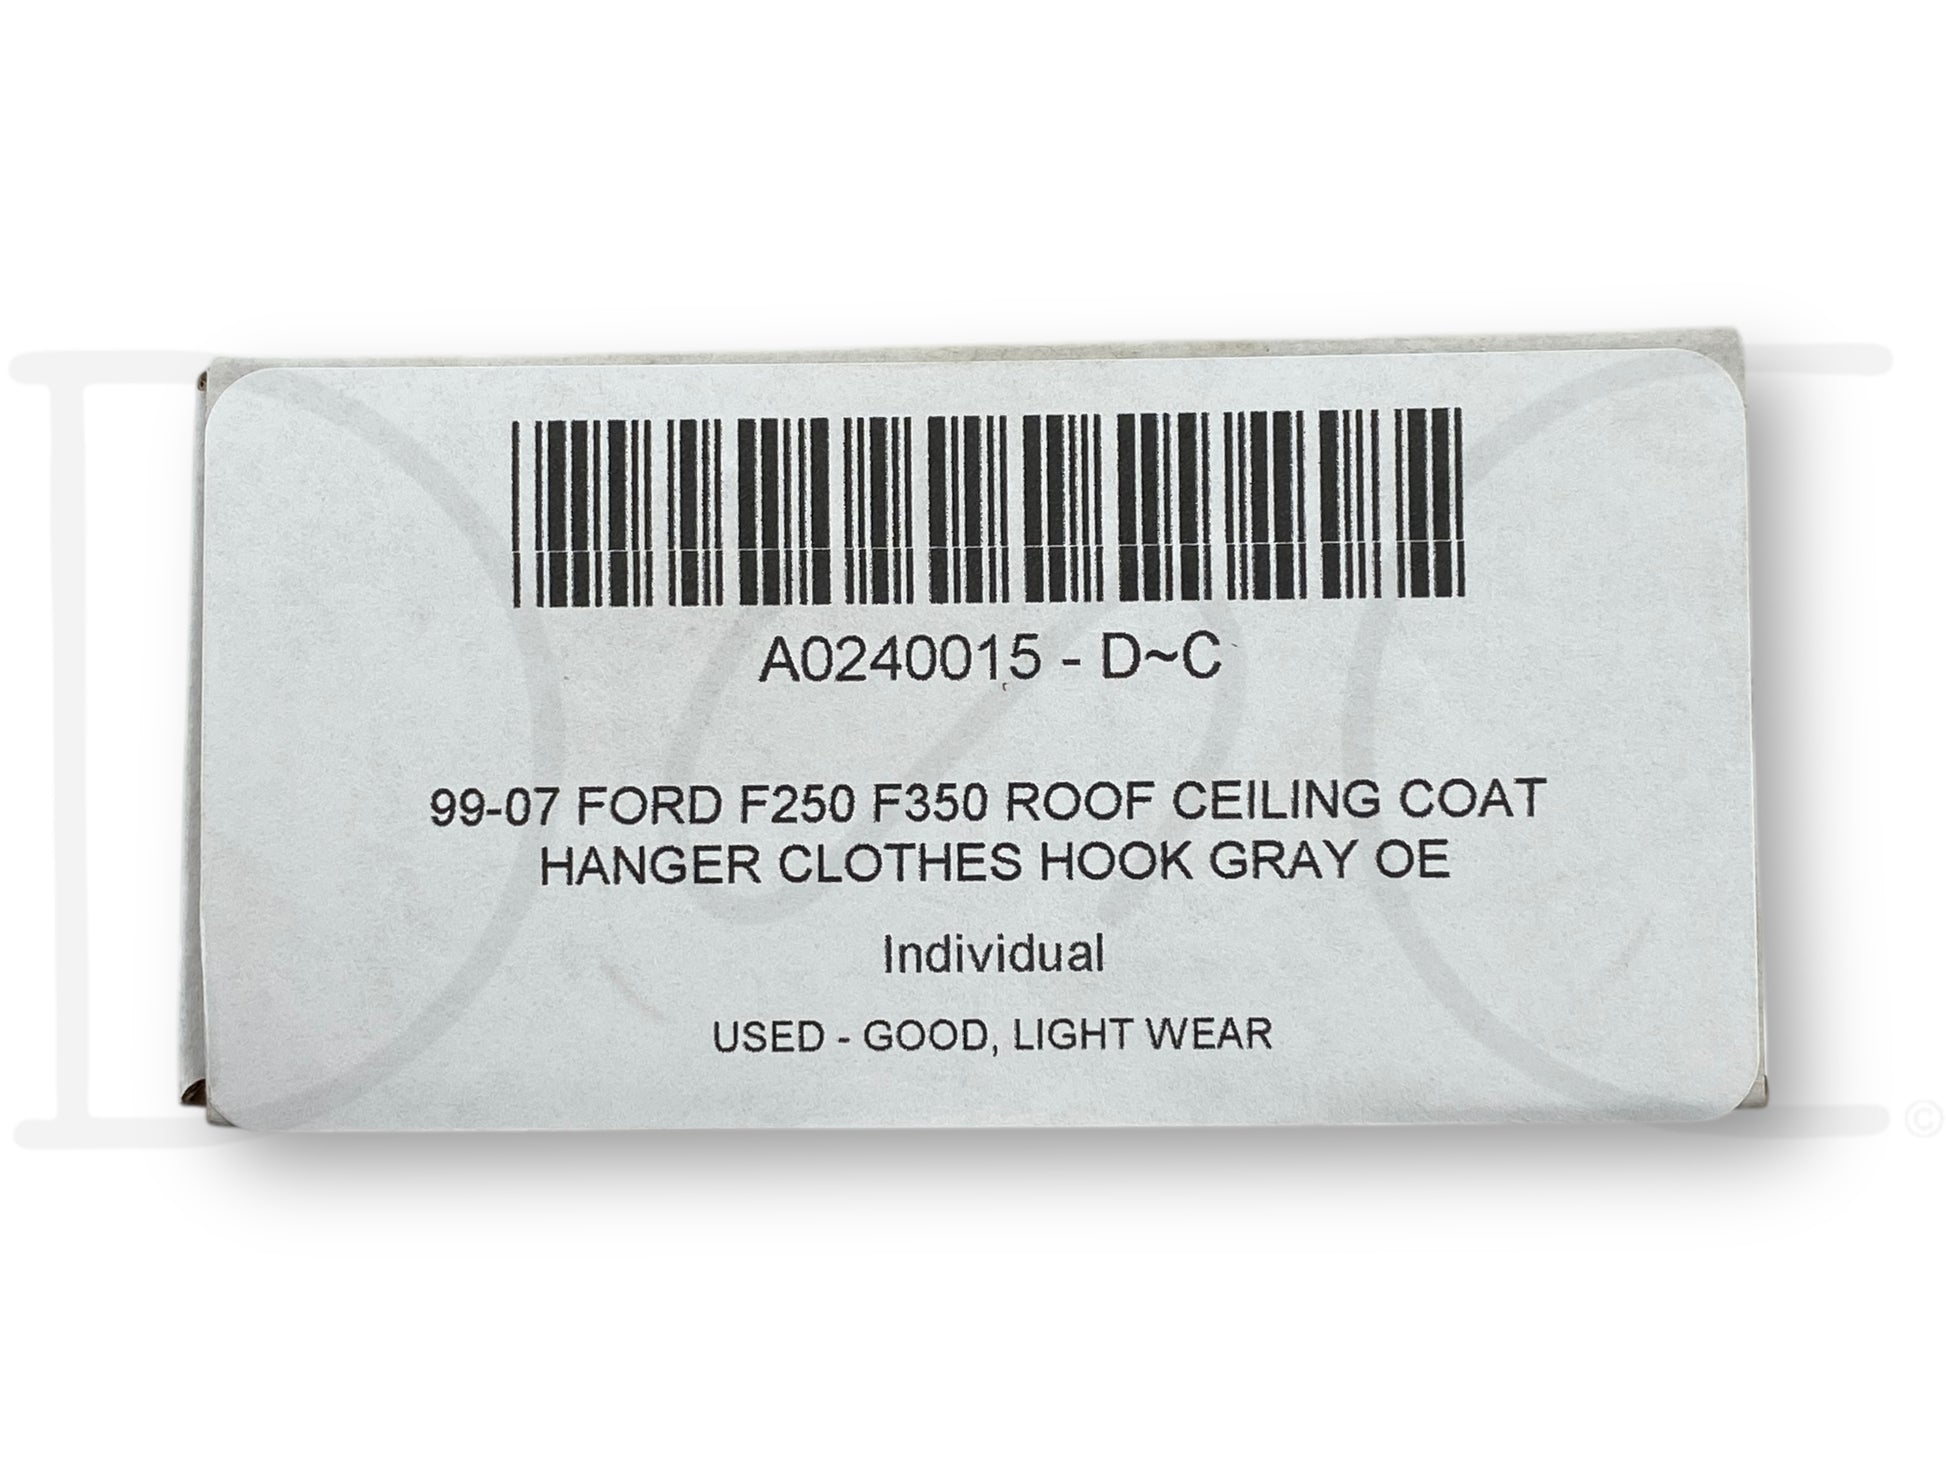 A0240015 - D~C
99-07 FORD F250 F350 ROOF CEILING COAT
HANGER CLOTHES HOOK GRAY OE
Individual
USED - GOOD, LIGHT WEAR
©